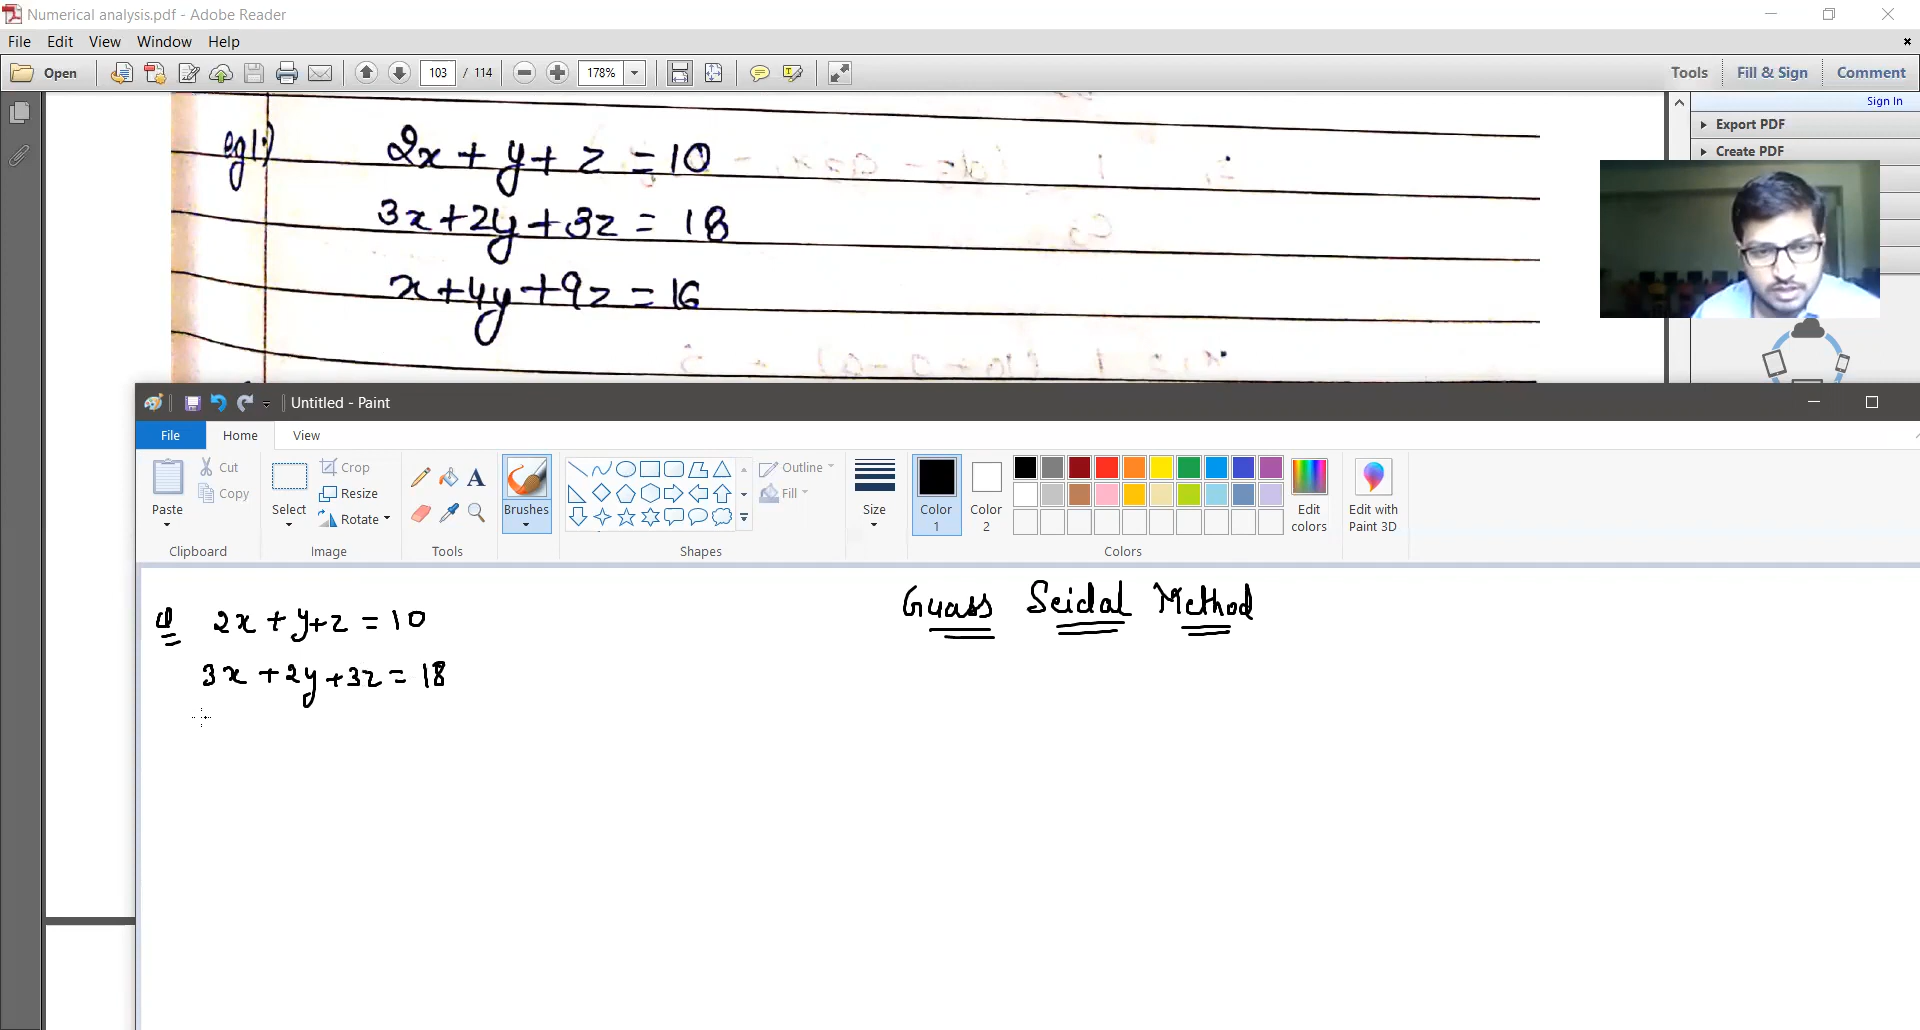 Numerical analysis.pdf - Adobe Reader
File Edit View Window Help
Open 103 / 114 178% Tools Fill & Sign Comment
Sign In
Export PDF
Create PDF
eg1.)
2x + y + z = 10
3x + 2y + 3z = 18
x + 4y + 9z = 16
Untitled - Paint
File Home View
Paste Cut Copy Select Crop Resize Rotate Brushes Outline Fill Size Color 1 Color 2 Edit colors Edit with Paint 3D
Clipboard Image Tools Shapes Colors
Guass Seidal Method
2x + y + z = 10
3x + 2y + 3z = 18